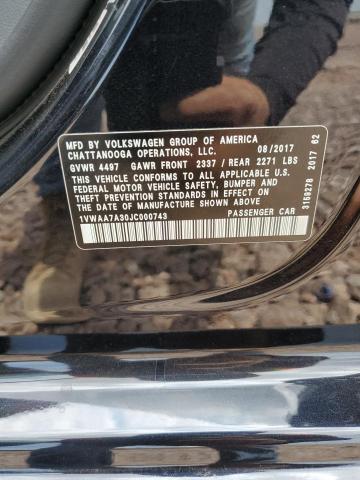 MFD BY VOLKSWAGEN GROUP OF AMERICA
CHATTANOOGA OPERATIONS, LLC. 08/2017
GVWR 4497 GAWR FRONT 2337 / REAR 2271 LBS
THIS VEHICLE CONFORMS TO ALL APPLICABLE U.S.
FEDERAL MOTOR VEHICLE SAFETY, BUMPER AND
THEFT PREVENTION STANDARDS IN EFFECT ON THE
DATE OF MANUFACTURE SHOWN ABOVE
1VWAA7A30JC000743 PASSENGER CAR
3159278 2017 62